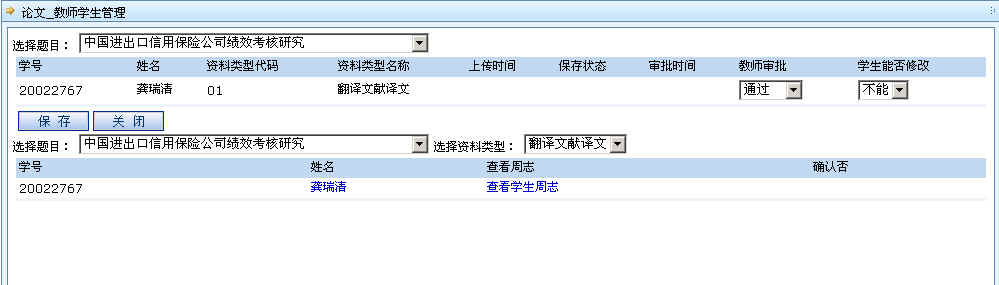 论文_教师学生管理
选择题目： 中国进出口信用保险公司绩效考核研究
学号 姓名 资料类型代码 资料类型名称 上传时间 保存状态 审批时间 教师审批 学生能否修改
20022767 龚瑞清 01 翻译文献译文 通过 不能
保 存 关 闭
选择题目： 中国进出口信用保险公司绩效考核研究 选择资料类型： 翻译文献译文
学号 姓名 查看周志 确认否
20022767 龚瑞清 查看学生周志